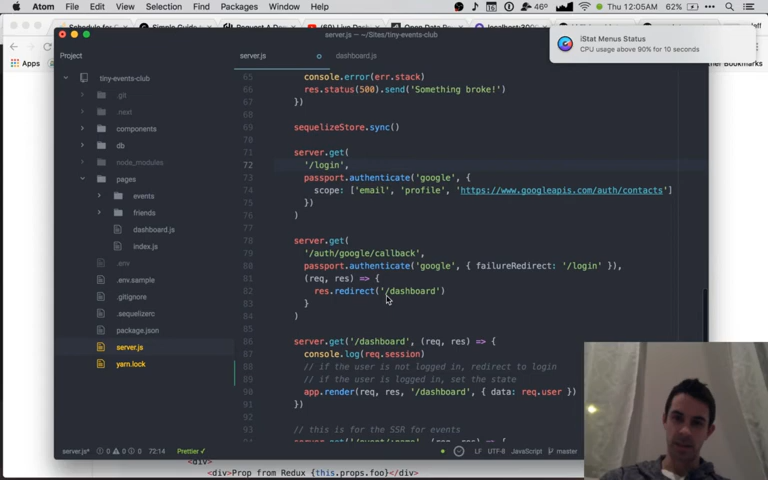 Atom File Edit View Selection Find Packages Window Help
46° Thu 12:05AM 62%
server.js — ~/Sites/tiny-events-club
iStat Menus Status
CPU usage above 90% for 10 seconds
Apps
Bookmarks
Project
server.js
dashboard.js
tiny-events-club
.git
.next
components
db
node_modules
pages
events
friends
dashboard.js
index.js
.env
.env.sample
.gitignore
.sequelizerc
package.json
server.js
yarn.lock
65 console.error(err.stack)
66 res.status(500).send('Something broke!')
67 })
68
69 sequelizeStore.sync()
70
71 server.get(
72 '/login',
73 passport.authenticate('google', {
74 scope: ['email', 'profile', 'https://www.googleapis.com/auth/contacts']
75 })
76 )
77
78 server.get(
79 '/auth/google/callback',
80 passport.authenticate('google', { failureRedirect: '/login' }),
81 (req, res) => {
82 res.redirect('/dashboard')
83 }
84 )
85
86 server.get('/dashboard', (req, res) => {
87 console.log(req.session)
88 // if the user is not logged in, redirect to login
89 // if the user is logged in, set the state
90 app.render(req, res, '/dashboard', { data: req.user })
91 })
92
93 // this is for the SSR for events
server.js* 0 0 0 72:14 Prettier ✓
LF UTF-8 JavaScript master
<div>
<div>Prop from Redux {this.props.foo}</div>